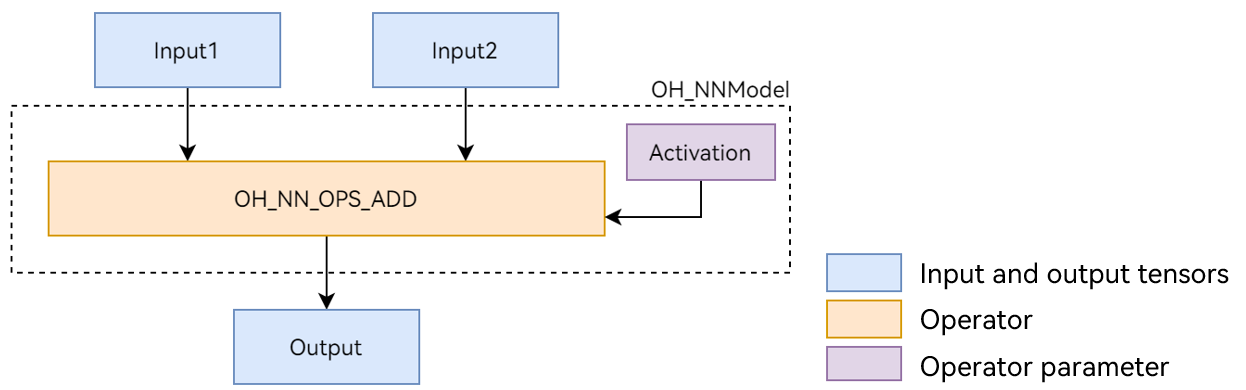 Input1
Input2
OH_NNModel
Activation
OH_NN_OPS_ADD
Output
Input and output tensors
Operator
Operator parameter